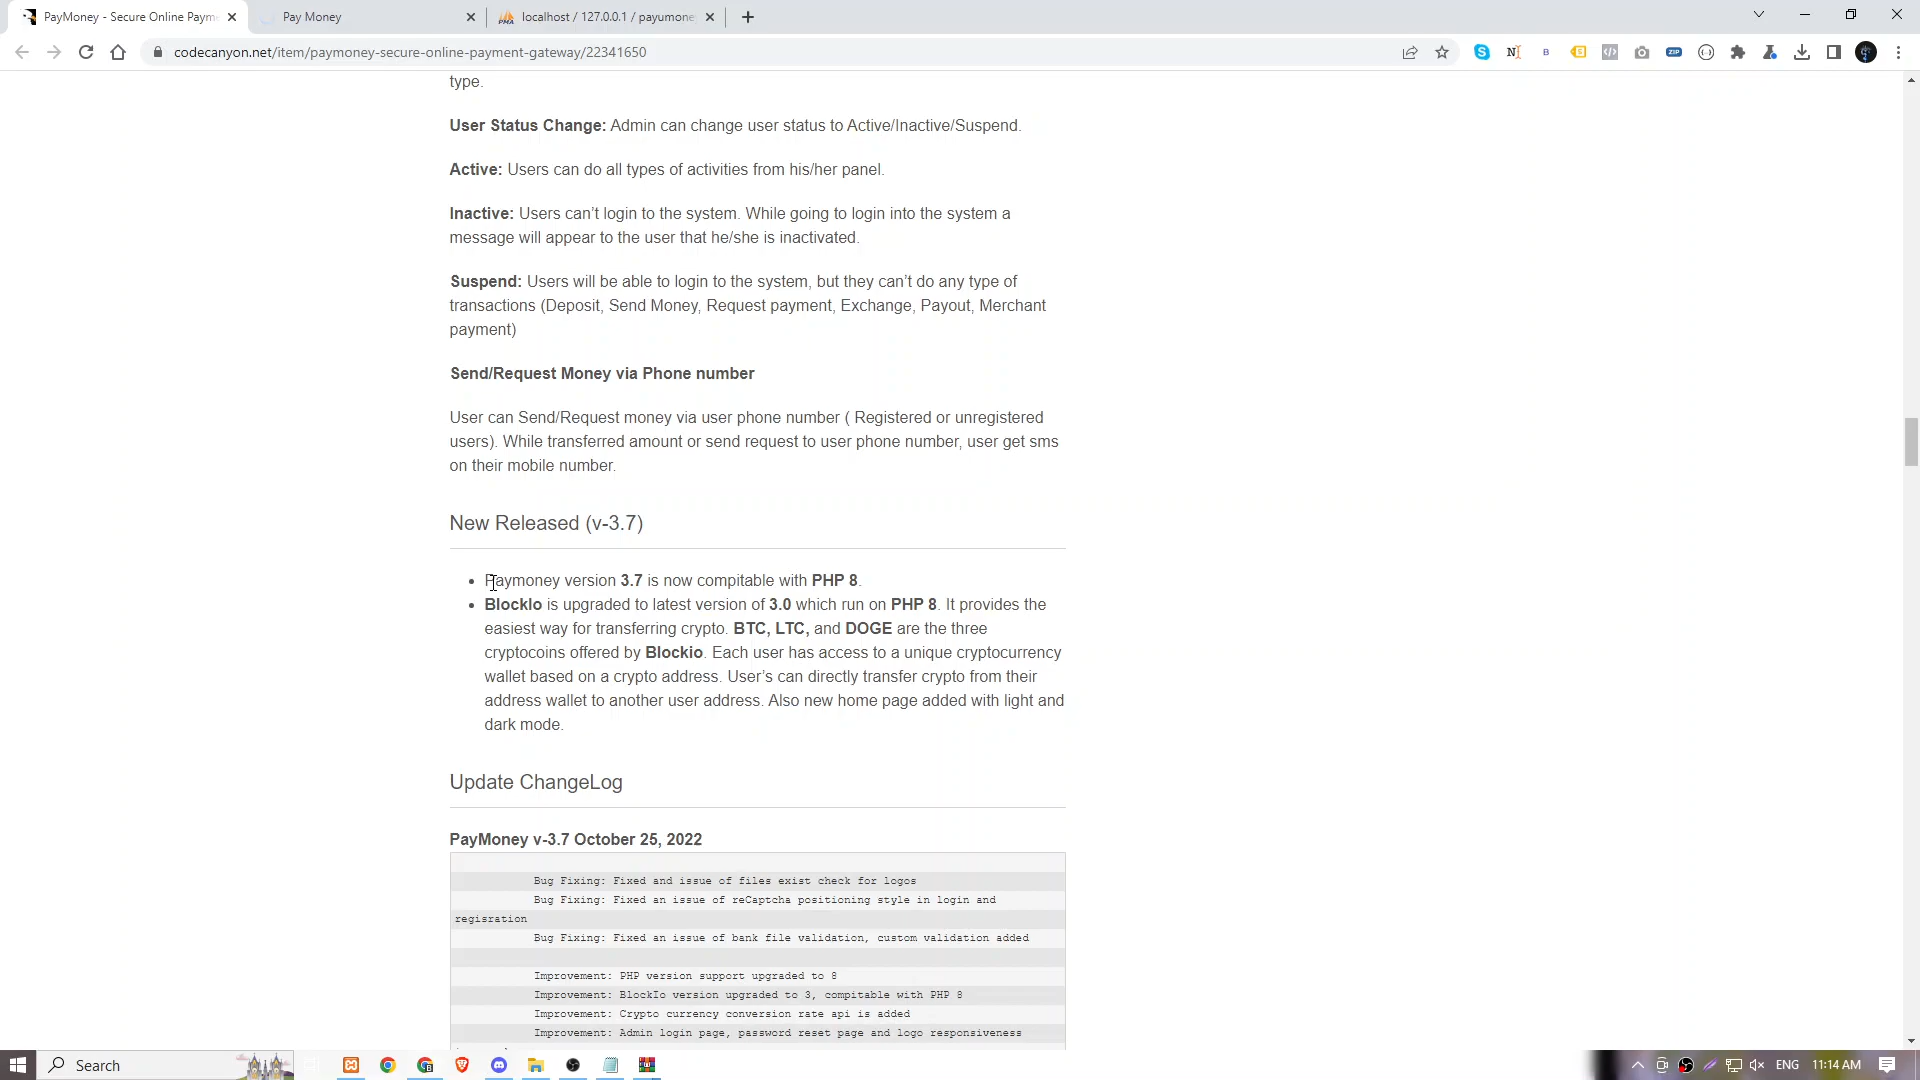 PayMoney - Secure Online Payme
Pay Money
localhost / 127.0.0.1 / payumoney
codecanyon.net/item/paymoney-secure-online-payment-gateway/22341650
type.
User Status Change: Admin can change user status to Active/Inactive/Suspend.
Active: Users can do all types of activities from his/her panel.
Inactive: Users can’t login to the system. While going to login into the system a
message will appear to the user that he/she is inactivated.
Suspend: Users will be able to login to the system, but they can’t do any type of
transactions (Deposit, Send Money, Request payment, Exchange, Payout, Merchant
payment)
Send/Request Money via Phone number
User can Send/Request money via user phone number ( Registered or unregistered
users). While transferred amount or send request to user phone number, user get sms
on their mobile number.
New Released (v-3.7)
• Paymoney version 3.7 is now compitable with PHP 8.
• BlockIo is upgraded to latest version of 3.0 which run on PHP 8. It provides the
easiest way for transferring crypto. BTC, LTC, and DOGE are the three
cryptocoins offered by Blockio. Each user has access to a unique cryptocurrency
wallet based on a crypto address. User’s can directly transfer crypto from their
address wallet to another user address. Also new home page added with light and
dark mode.
Update ChangeLog
PayMoney v-3.7 October 25, 2022
Bug Fixing: Fixed and issue of files exist check for logos
Bug Fixing: Fixed an issue of reCaptcha positioning style in login and
regisration
Bug Fixing: Fixed an issue of bank file validation, custom validation added
Improvement: PHP version support upgraded to 8
Improvement: BlockIo version upgraded to 3, compitable with PHP 8
Improvement: Crypto currency conversion rate api is added
Improvement: Admin login page, password reset page and logo responsiveness
Search
ENG
11:14 AM